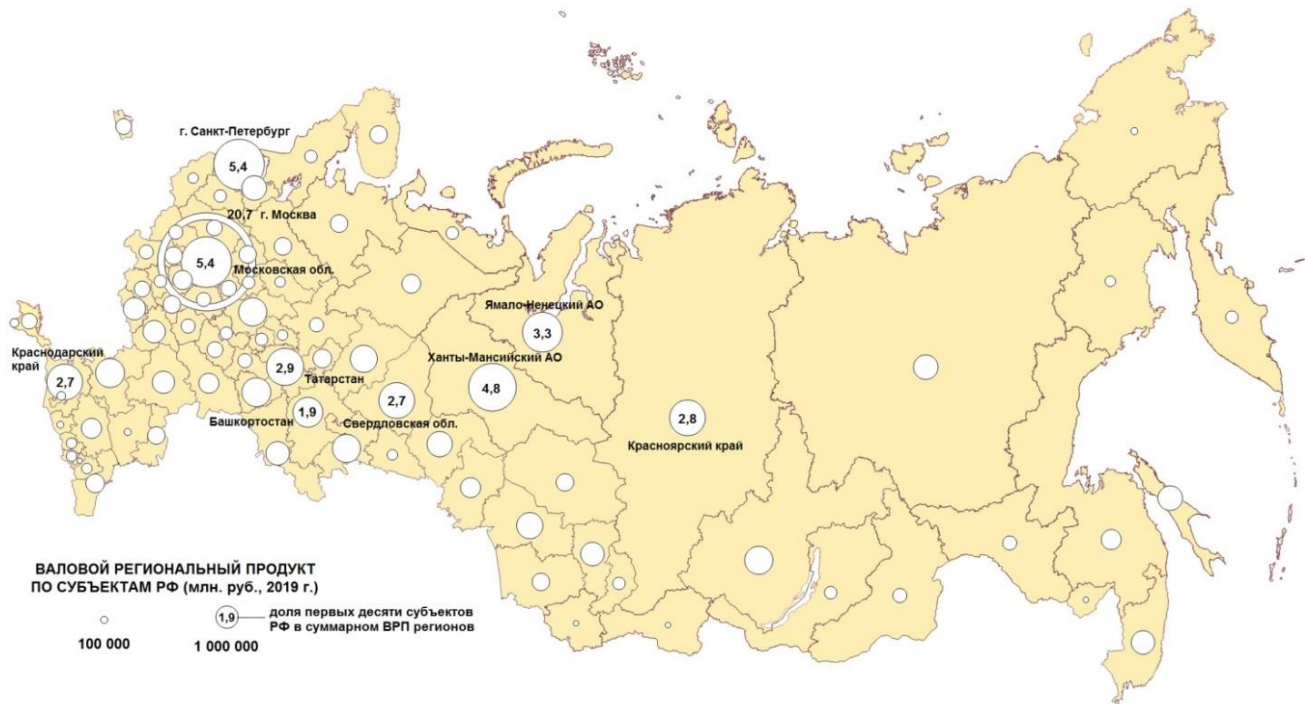 г. Санкт-Петербург
5,4
20,7 г. Москва
5,4
Московская обл.
Ямало-Ненецкий АО
3,3
Краснодарский
край
2,7
2,9
Татарстан
Ханты-Мансийский АО
4,8
Башкортостан
1,9
2,7
Свердловская обл.
2,8
Красноярский край
ВАЛОВОЙ РЕГИОНАЛЬНЫЙ ПРОДУКТ
ПО СУБЪЕКТАМ РФ (млн. руб., 2019 г.)
100 000
1,9
1 000 000
доля первых десяти субъектов
РФ в суммарном ВРП регионов